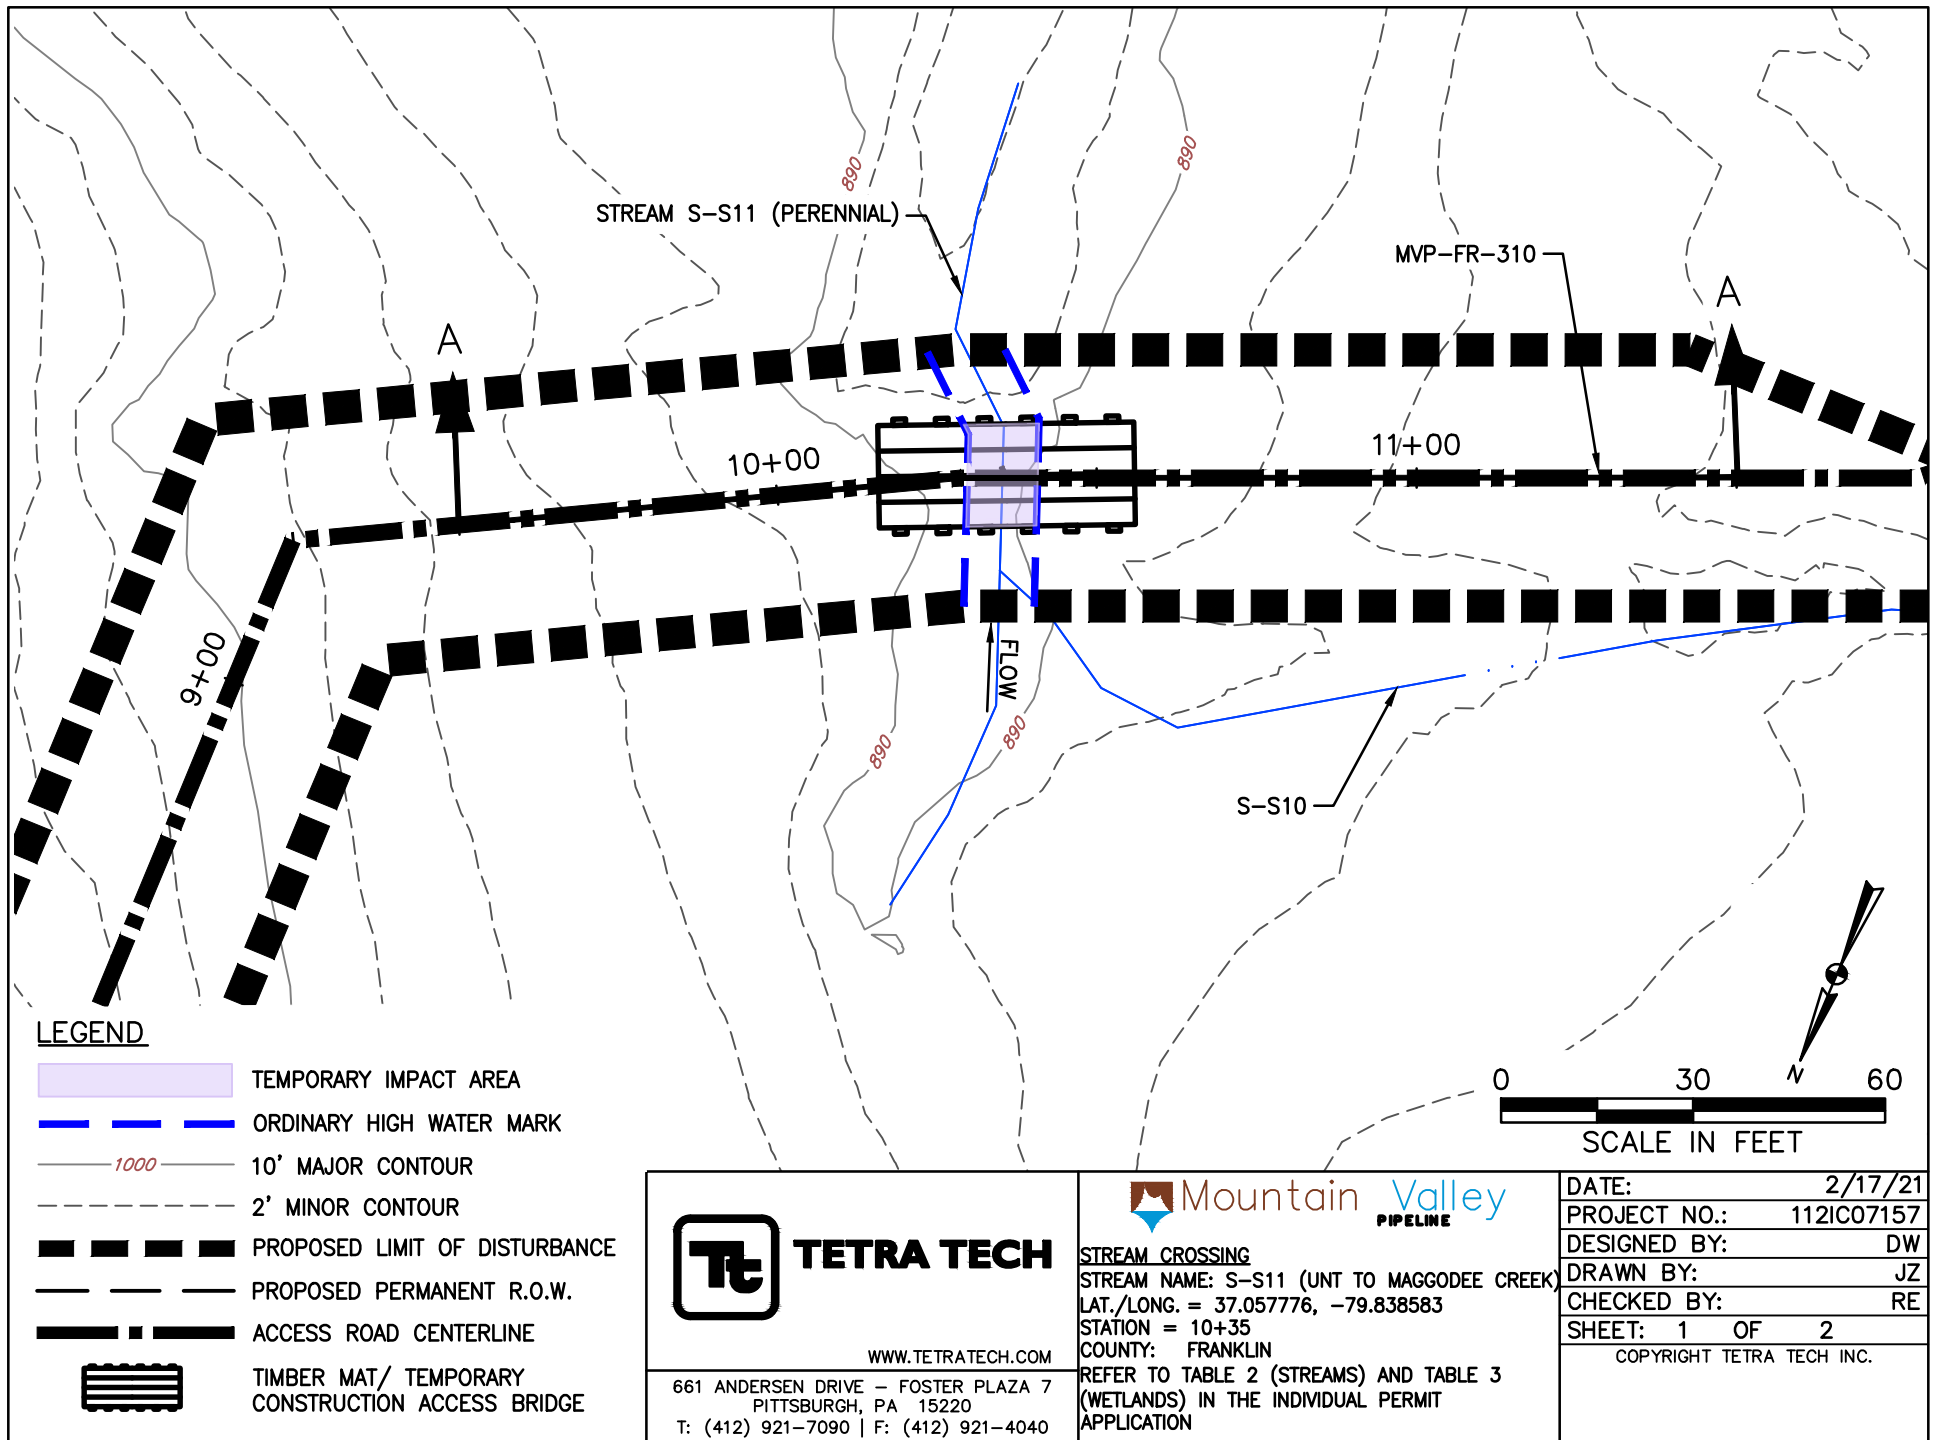 890
890
STREAM S-S11 (PERENNIAL)
MVP-FR-310
A
A
10+00
11+00
9+00
FLOW
890
890
S-S10
N
0 30 60
SCALE IN FEET
LEGEND
TEMPORARY IMPACT AREA
ORDINARY HIGH WATER MARK
1000
10' MAJOR CONTOUR
2' MINOR CONTOUR
PROPOSED LIMIT OF DISTURBANCE
PROPOSED PERMANENT R.O.W.
ACCESS ROAD CENTERLINE
TIMBER MAT/ TEMPORARY
CONSTRUCTION ACCESS BRIDGE
Tt
TETRA TECH
WWW.TETRATECH.COM
661 ANDERSEN DRIVE – FOSTER PLAZA 7
PITTSBURGH, PA 15220
T: (412) 921-7090 | F: (412) 921-4040
Mountain Valley
PIPELINE
STREAM CROSSING
STREAM NAME: S-S11 (UNT TO MAGGODEE CREEK)
LAT./LONG. = 37.057776, -79.838583
STATION = 10+35
COUNTY: FRANKLIN
REFER TO TABLE 2 (STREAMS) AND TABLE 3
(WETLANDS) IN THE INDIVIDUAL PERMIT
APPLICATION
DATE: 2/17/21
PROJECT NO.: 112IC07157
DESIGNED BY: DW
DRAWN BY: JZ
CHECKED BY: RE
SHEET: 1 OF 2
COPYRIGHT TETRA TECH INC.